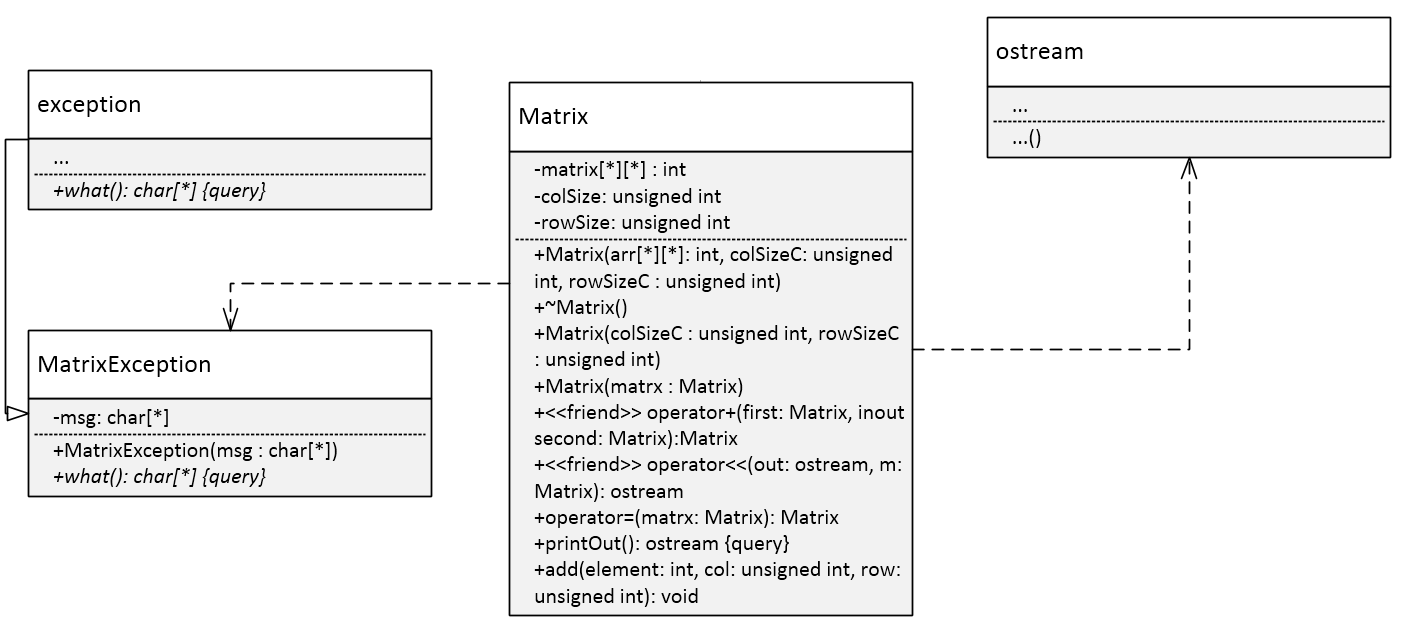 exception
...
+what(): char[*] {query}
MatrixException
-msg: char[*]
+MatrixException(msg : char[*])
+what(): char[*] {query}
Matrix
-matrix[*][*] : int
-colSize: unsigned int
-rowSize: unsigned int
+Matrix(arr[*][*]: int, colSizeC: unsigned
int, rowSizeC : unsigned int)
+~Matrix()
+Matrix(colSizeC : unsigned int, rowSizeC
: unsigned int)
+Matrix(matrx : Matrix)
+<<friend>> operator+(first: Matrix, inout
second: Matrix):Matrix
+<<friend>> operator<<(out: ostream, m:
Matrix): ostream
+operator=(matrx: Matrix): Matrix
+printOut(): ostream {query}
+add(element: int, col: unsigned int, row:
unsigned int): void
ostream
...
...()